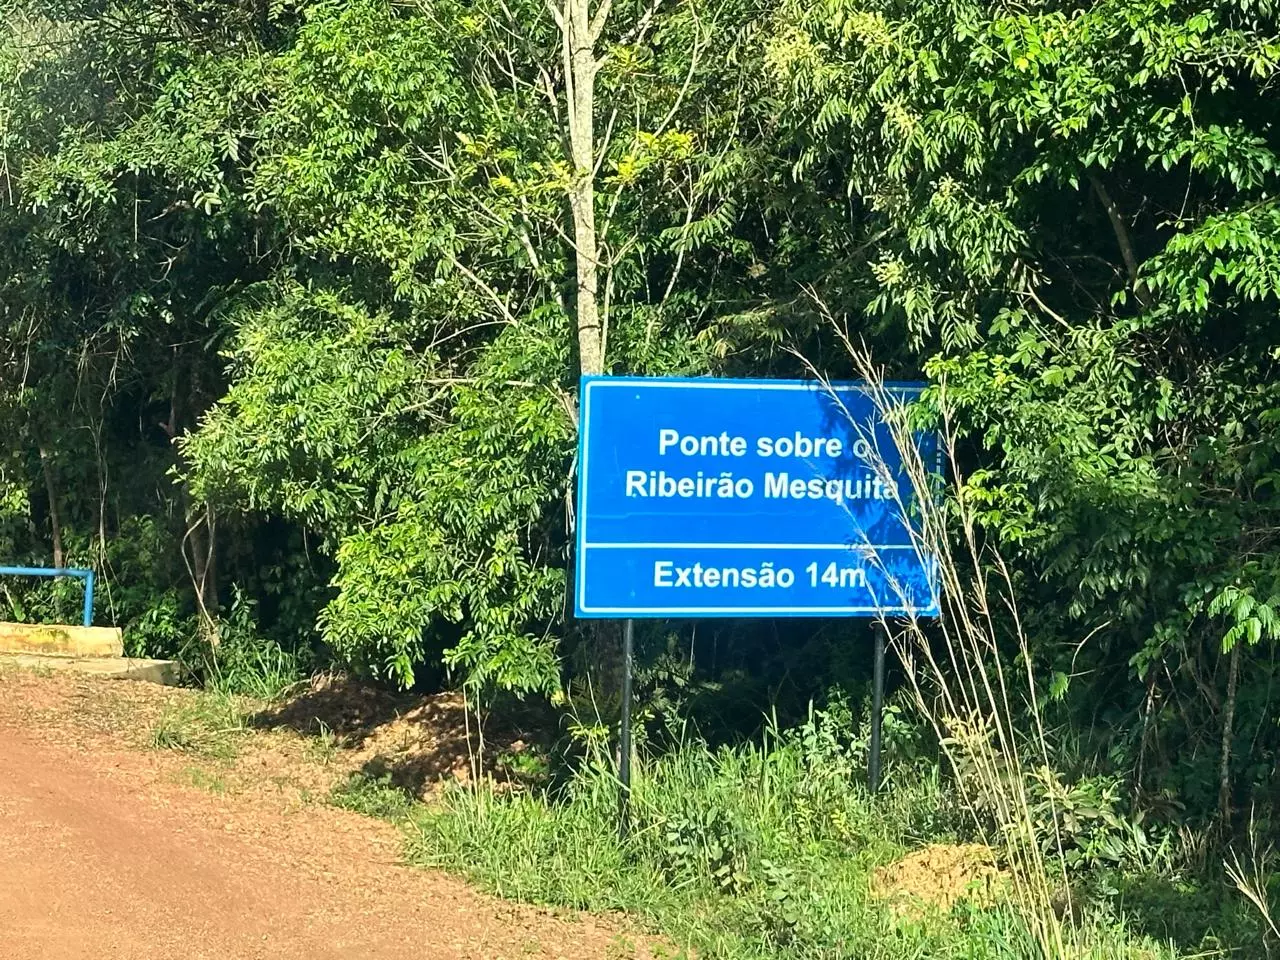 Ponte sobre o
Ribeirão Mesquita
Extensão 14m